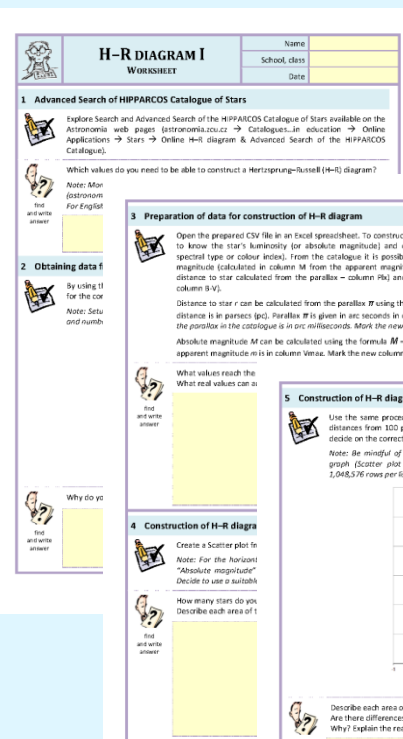 H–R DIAGRAM I
WORKSHEET
Name
School, class
Date
1 Advanced Search of HIPPARCOS Catalogue of Stars
Explore Search and Advanced Search of the HIPPARCOS Catalogue of Stars available on the
Astronomia web pages (astronomia.zcu.cz → Catalogues...in education → Online
Applications → Stars → Online H–R diagram & Advanced Search of the HIPPARCOS
Catalogue).
Which values do you need to be able to construct a Hertzsprung–Russell (H–R) diagram?
Note: Mor
(astronom
For English
find
and write
answer
2 Obtaining data f
By using t
for the cor
Note: Setu
and numb
Why do yo
find
and write
answer
3 Preparation of data for construction of H–R diagram
Open the prepared CSV file in an Excel spreadsheet. To construc
to know the star's luminosity (or absolute magnitude) and
spectral type or colour index). From the catalogue it is possib
magnitude (calculated in column M from the apparent magni
distance to star calculated from the parallax – column Plx) and
column B-V).
Distance to star r can be calculated from the parallax π using th
distance is in parsecs (pc). Parallax π is given in arc seconds in
the parallax in the catalogue is in arc milliseconds. Mark the new
Absolute magnitude M can be calculated using the formula M
apparent magnitude m is in column Vmag. Mark the new column
What values reach the
What real values can a
find
and write
answer
4 Construction of H–R diagra
Create a Scatter plot fr
Note: For the horizont
"Absolute magnitude"
Decide to use a suitabl
How many stars do you
Describe each area of t
find
and write
answer
5 Construction of H–R diag
Use the same proced
distances from 100 p
decide on the correct
Note: Be mindful of
graph (Scatter plot
1,048,576 rows per li
Describe each area o
Are there differences
Why? Explain the rea